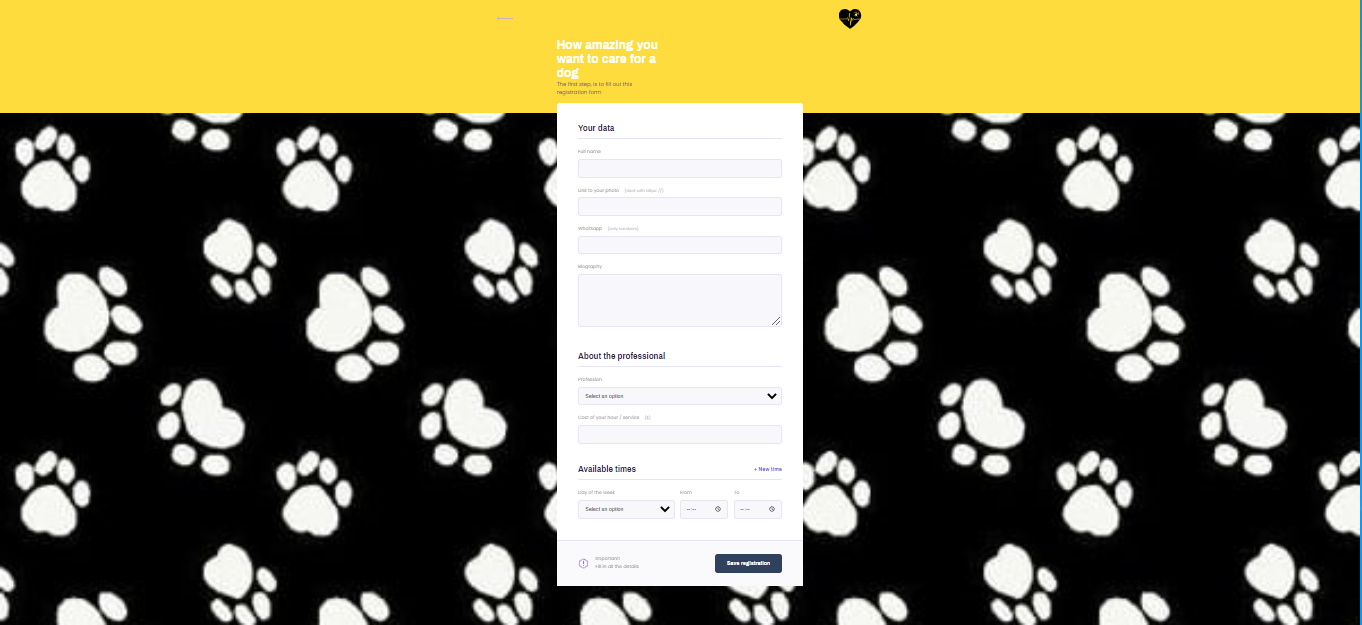 How amazing you
want to care for a
dog
The first step, is to fill out this
registration form
Your data
Full name
Link to your photo
Whatsapp (only numbers)
Biography
About the professional
Profession
Select an option
Cost of your hour / service
Available times
+ New time
Day of the week From To
Select an option --:-- --:--
Important!
Fill in all the details
Save registration